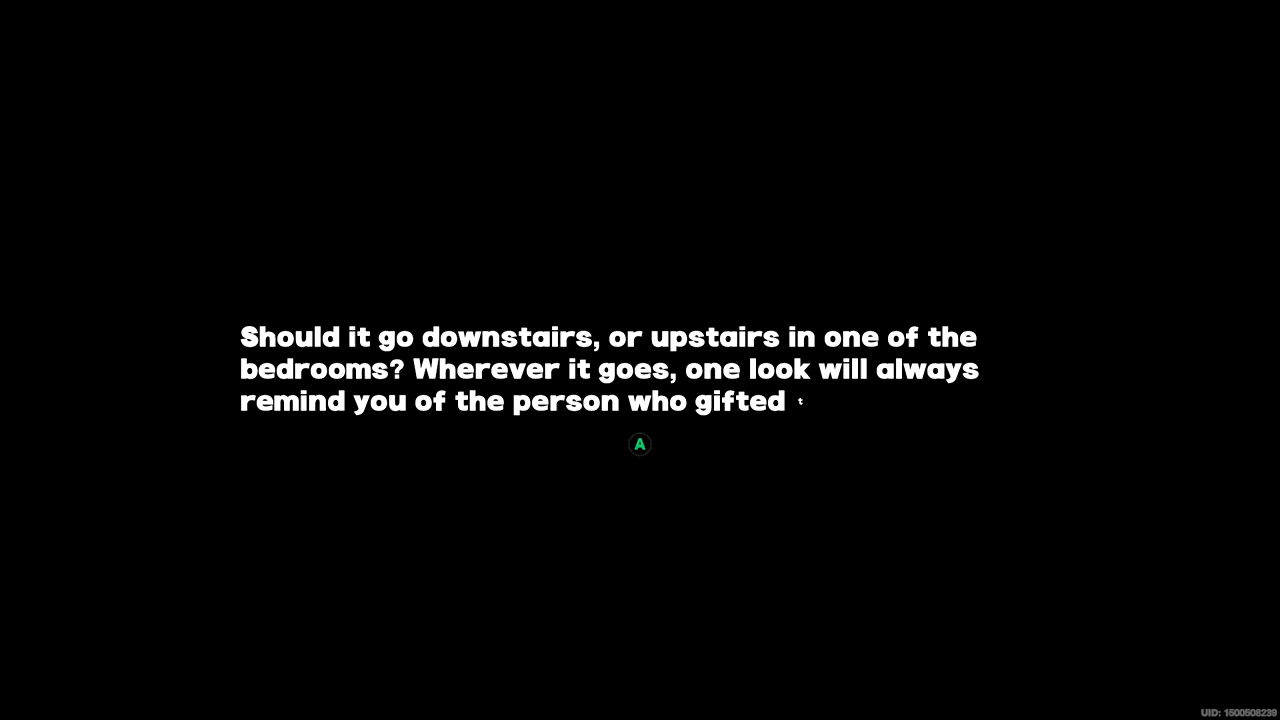 Should it go downstairs, or upstairs in one of the
bedrooms? Wherever it goes, one look will always
remind you of the person who gifted t
A
UID: 1500508239